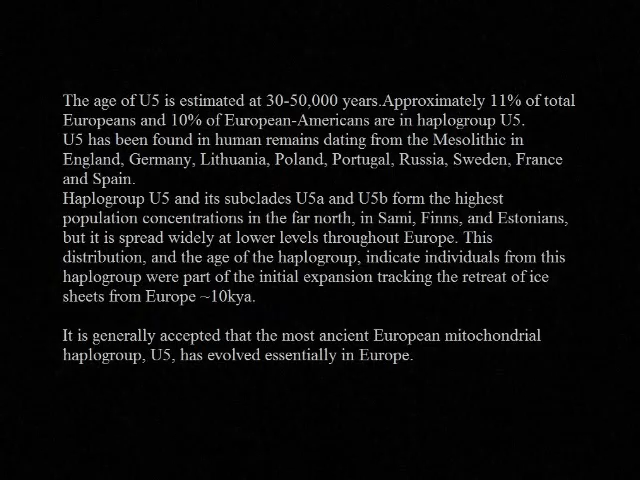 The age of U5 is estimated at 30-50,000 years.Approximately 11% of total
Europeans and 10% of European-Americans are in haplogroup U5.
U5 has been found in human remains dating from the Mesolithic in
England, Germany, Lithuania, Poland, Portugal, Russia, Sweden, France
and Spain.
Haplogroup U5 and its subclades U5a and U5b form the highest
population concentrations in the far north, in Sami, Finns, and Estonians,
but it is spread widely at lower levels throughout Europe. This
distribution, and the age of the haplogroup, indicate individuals from this
haplogroup were part of the initial expansion tracking the retreat of ice
sheets from Europe ~10kya.
It is generally accepted that the most ancient European mitochondrial
haplogroup, U5, has evolved essentially in Europe.